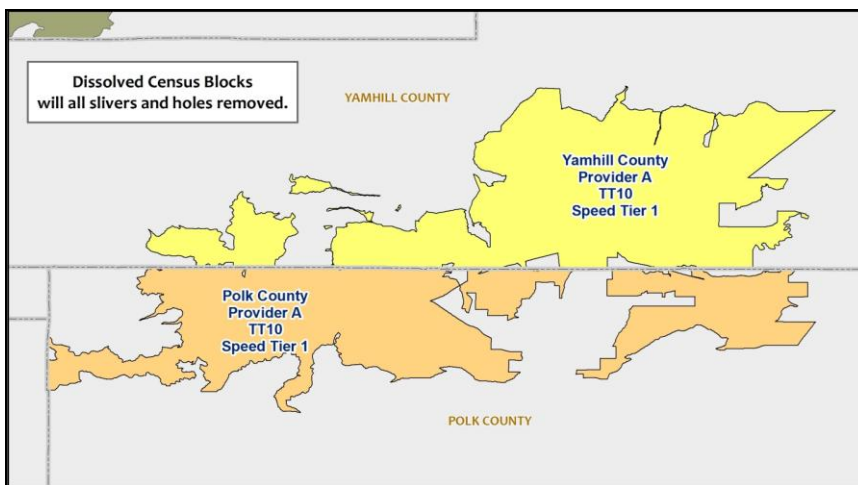 Dissolved Census Blocks
will all slivers and holes removed.
YAMHILL COUNTY
Yamhill County
Provider A
TT10
Speed Tier 1
Polk County
Provider A
TT10
Speed Tier 1
POLK COUNTY